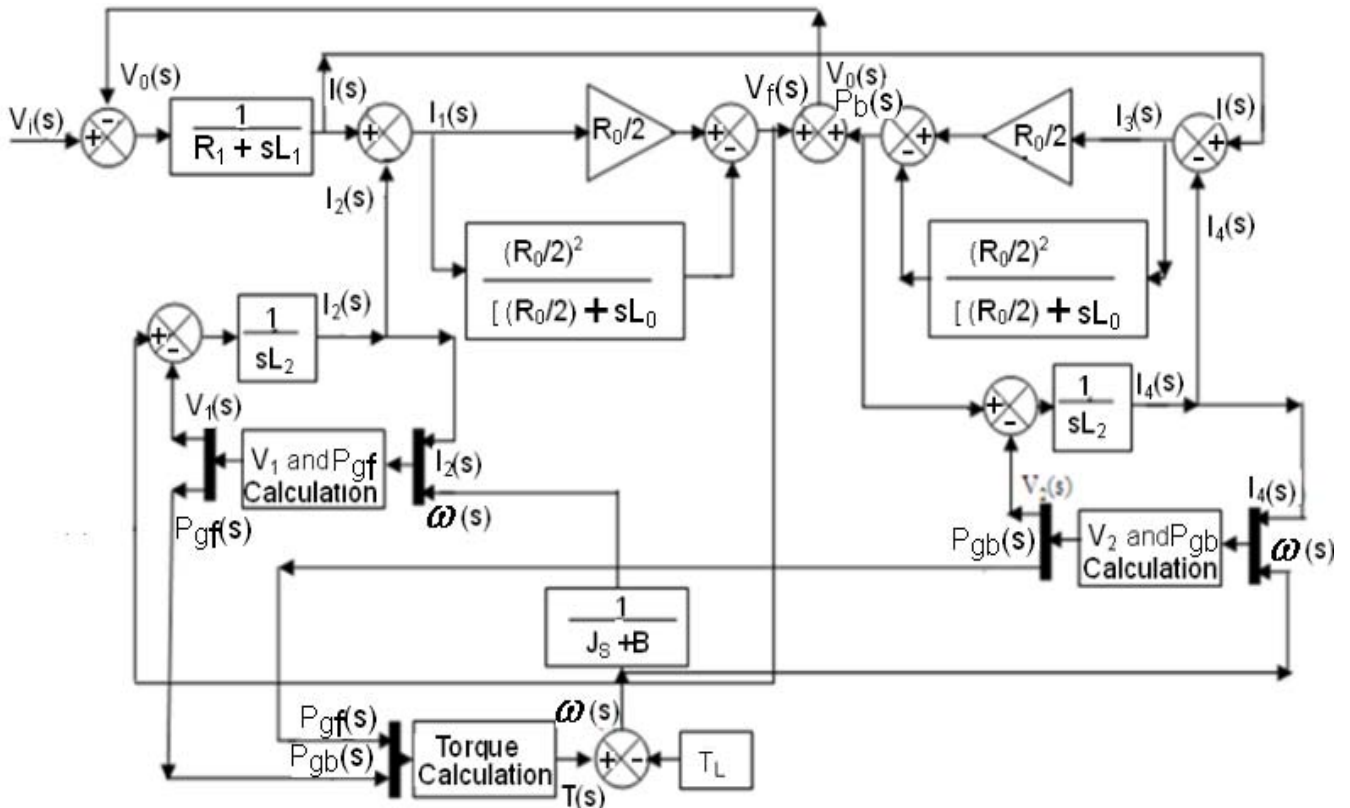 V0(s)
Vi(s)
+
-
1
R1 + sL1
I(s)
+
-
I1(s)
R0/2
+
-
Vf(s)
V0(s)
Pb(s)
+
+
+
-
R0/2
I3(s)
I(s)
+
-
I2(s)
(R0/2)²
[ (R0/2) + sL0
(R0/2)²
[ (R0/2) + sL0
I4(s)
+
-
1
sL2
I2(s)
+
-
1
sL2
I4(s)
V1(s)
V1 and Pgf
Calculation
I2(s)
ω(s)
Pgf(s)
V2(s)
Pgb(s)
V2 and Pgb
Calculation
I4(s)
ω(s)
1
JS +B
Pgf(s)
Pgb(s)
Torque
Calculation
T(s)
ω(s)
+
-
TL